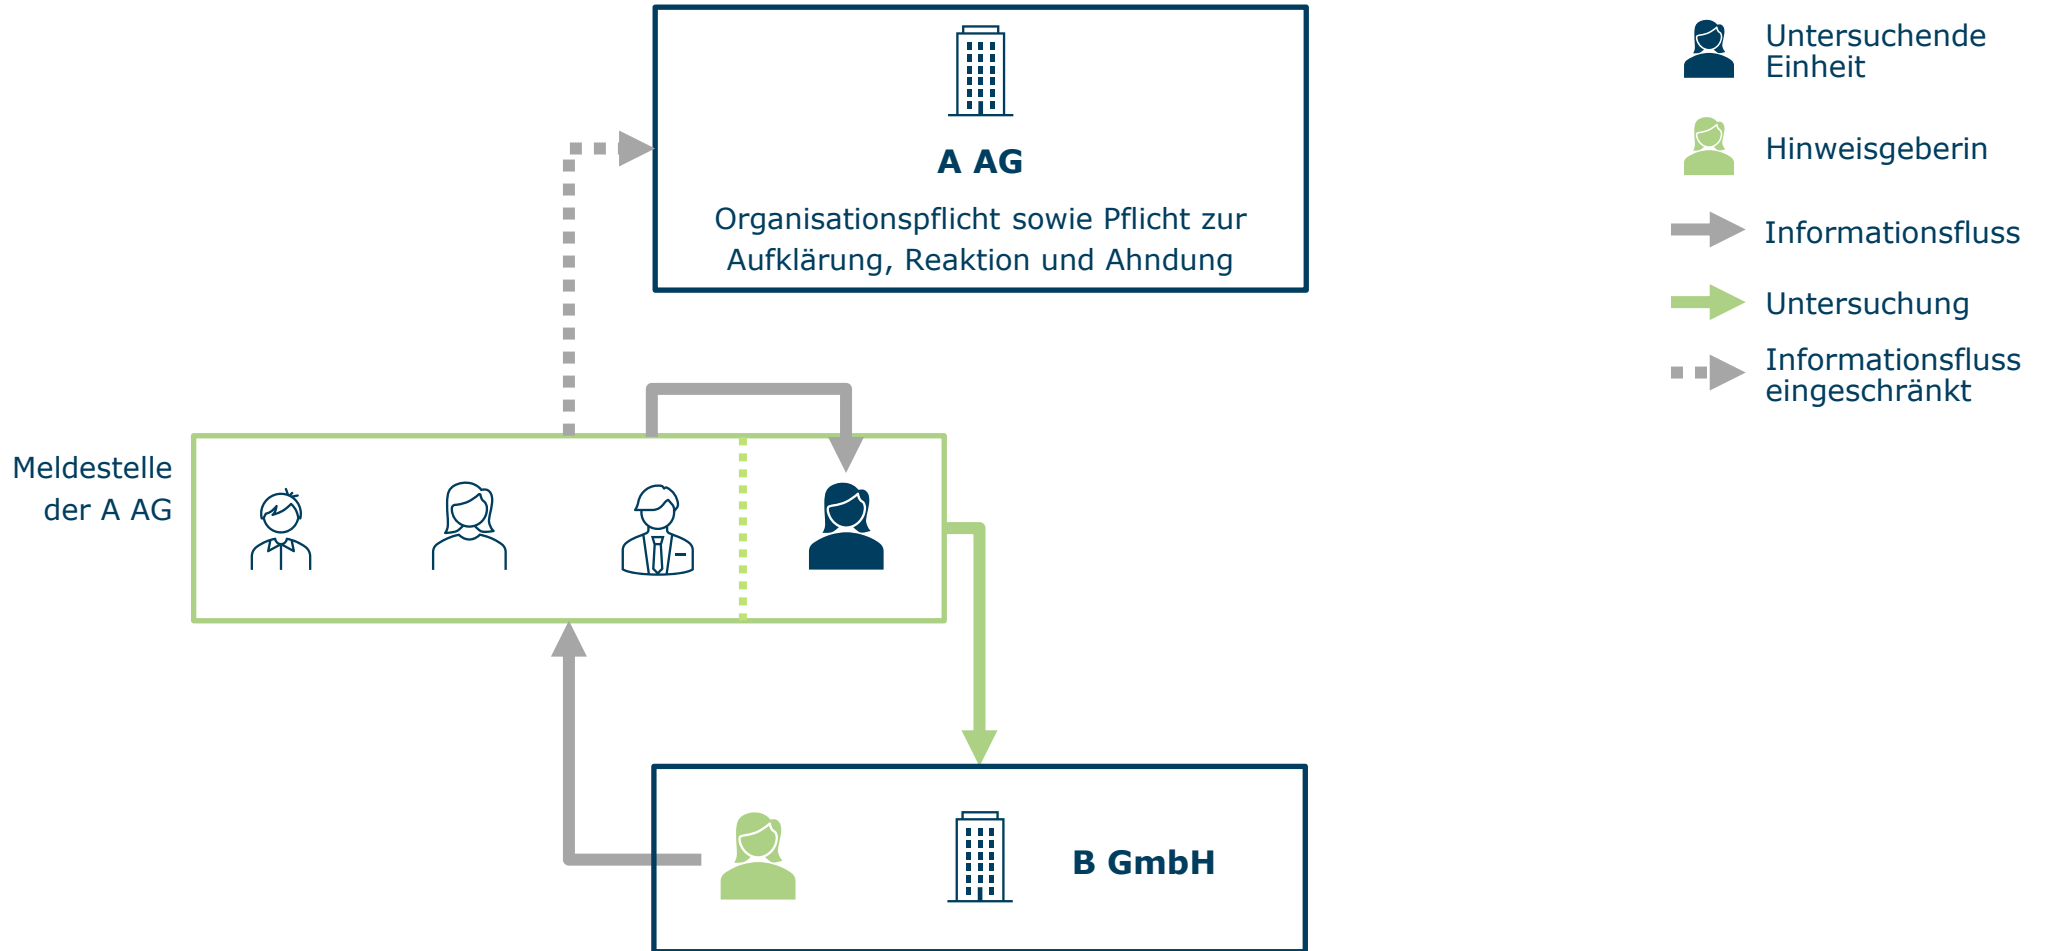 A AG
Organisationspflicht sowie Pflicht zur
Aufklärung, Reaktion und Ahndung
Untersuchende
Einheit
Hinweisgeberin
Informationsfluss
Untersuchung
Informationsfluss
eingeschränkt
Meldestelle
der A AG
B GmbH